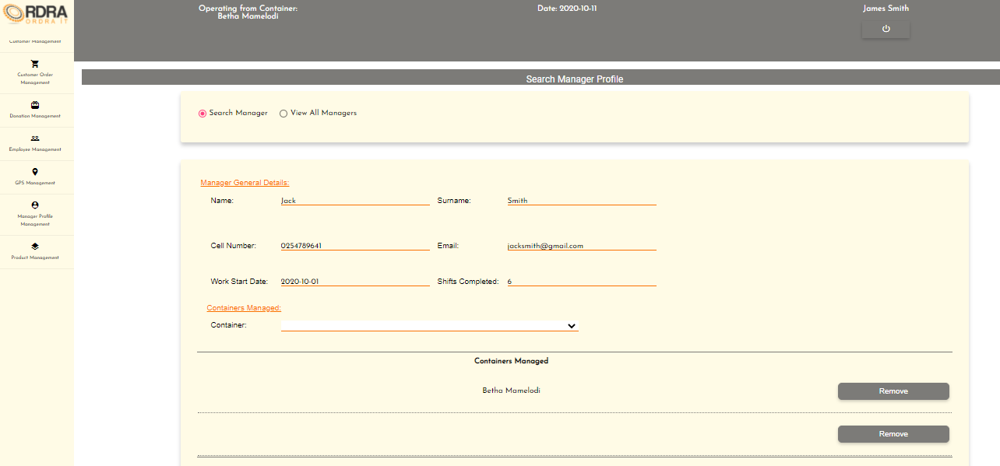 RDRA
ORDRA IT
Operating from Container:
Betha Mamelodi
Date: 2020-10-11
James Smith
Customer Management
Customer Order
Management
Donation Management
Employee Management
GPS Management
Manager Profile
Management
Product Management
Search Manager Profile
Search Manager View All Managers
Manager General Details:
Name: Jack Surname: Smith
Cell Number: 0254789641 Email: jacksmith@gmail.com
Work Start Date: 2020-10-01 Shifts Completed: 6
Containers Managed:
Container:
Containers Managed
Betha Mamelodi Remove
Remove